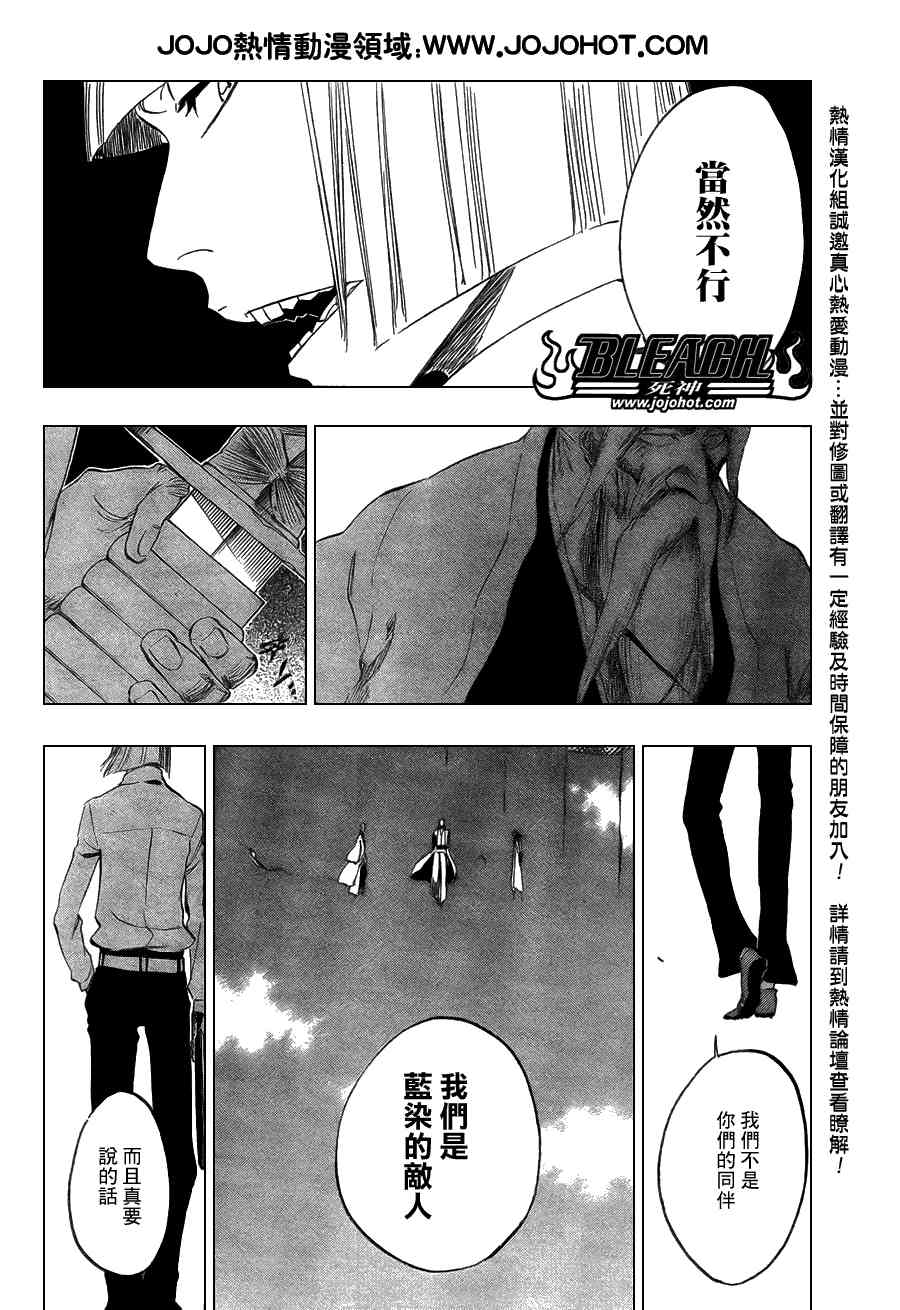 JOJO熱情動漫領域:WWW.JOJOHOT.COM
當然不行
BLEACH
死神
www.jojohot.com
我們不是
你們的同伴
我們是
藍染的敵人
而且真要
說的話
熱情漢化組誠邀真心熱愛動漫…並對修圖或翻譯有一定經驗及時間保障的朋友加入！ 詳情請到熱情論壇查看瞭解！